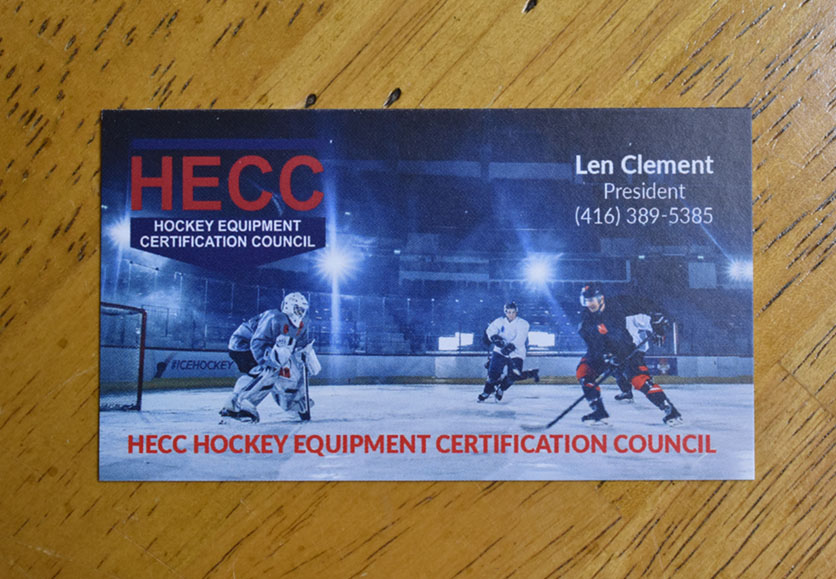 HECC
HOCKEY EQUIPMENT
CERTIFICATION COUNCIL
Len Clement
President
(416) 389-5385
#ICEHOCKEY
HECC HOCKEY EQUIPMENT CERTIFICATION COUNCIL